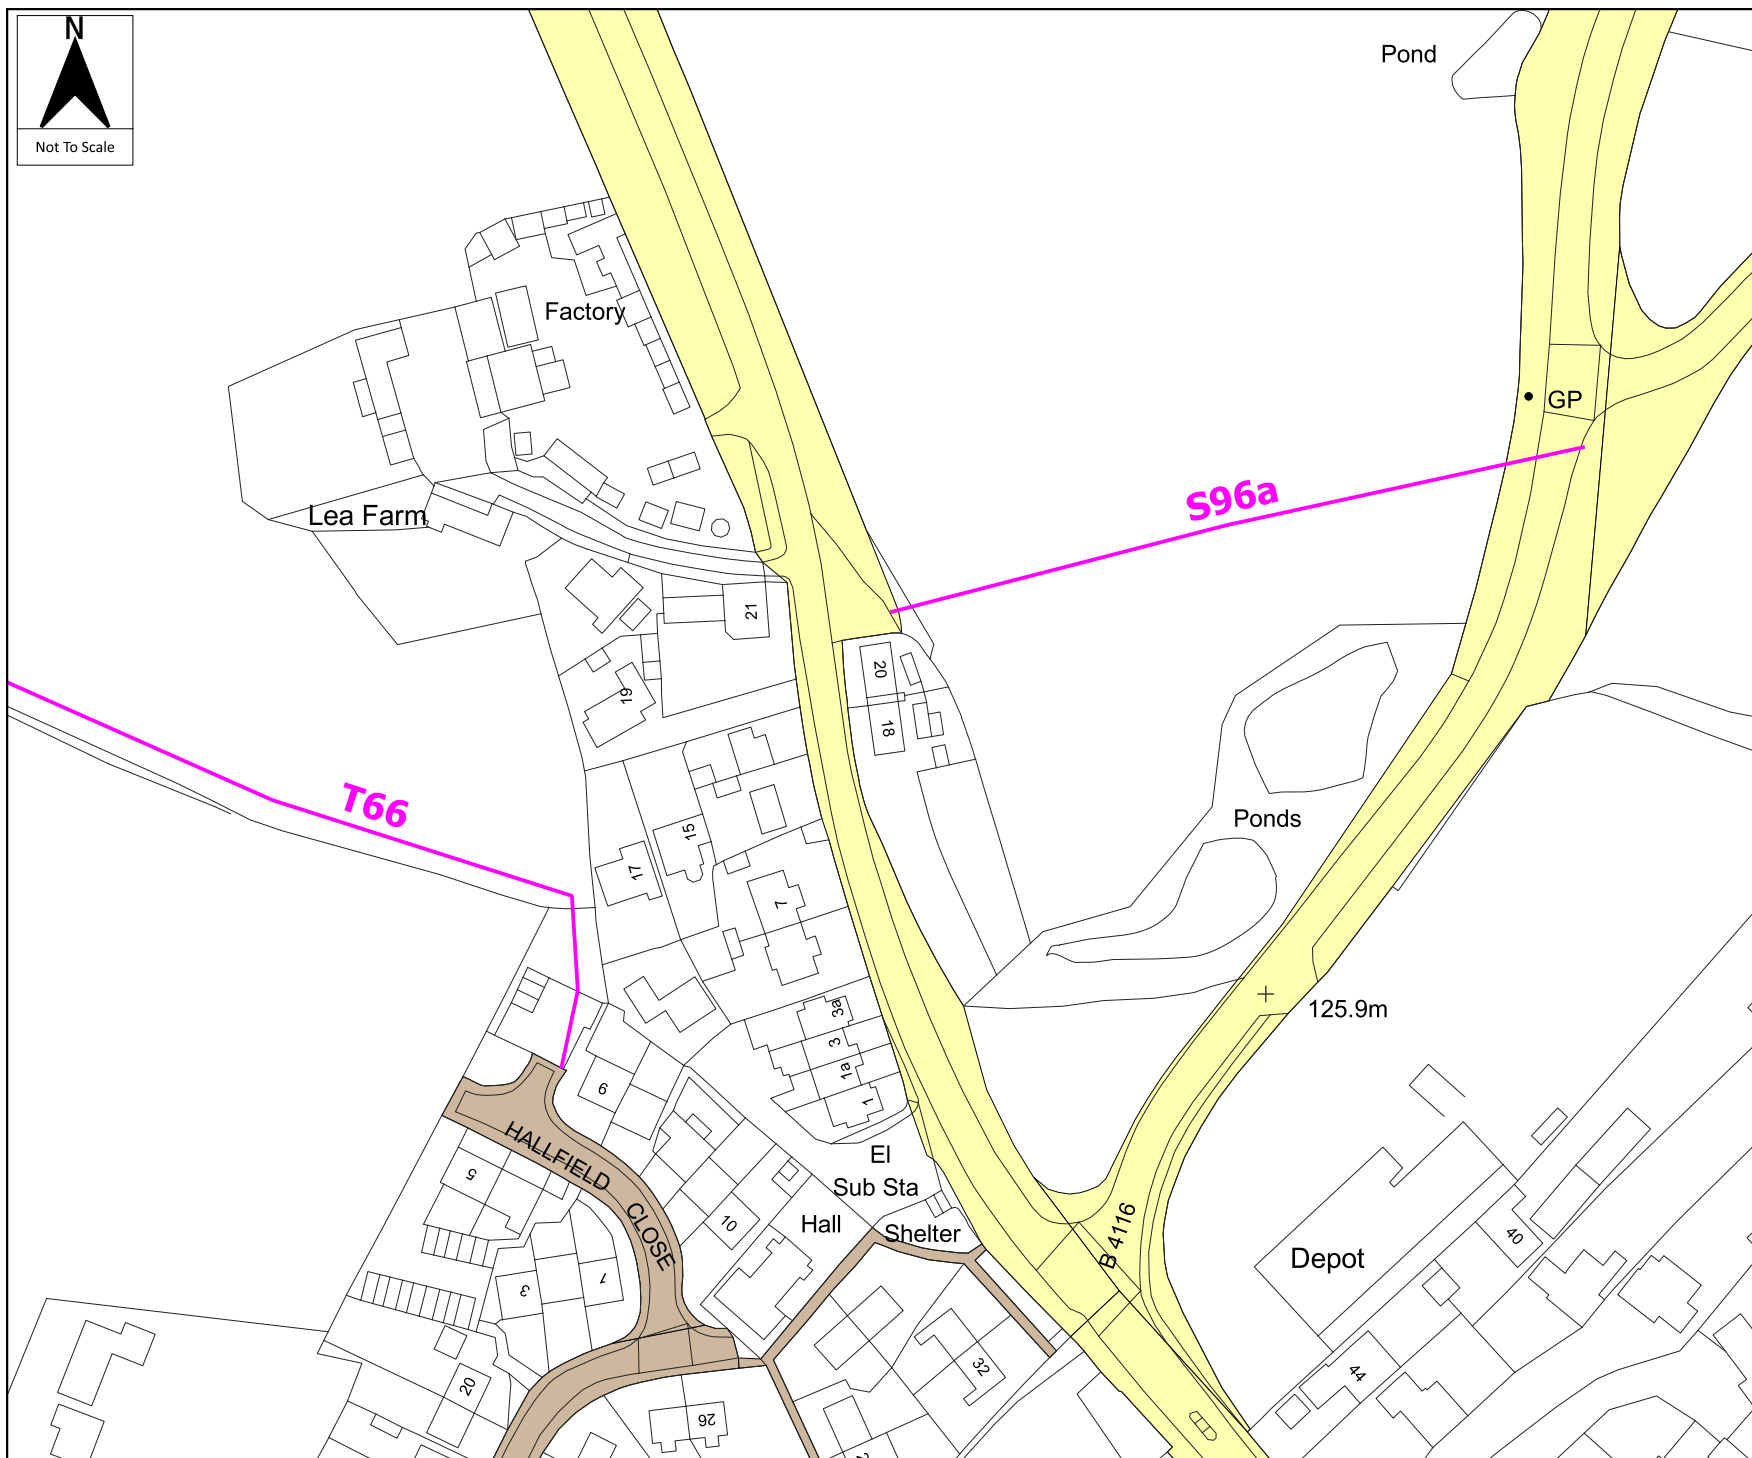 N
Not To Scale
Pond
Factory
GP
S96a
Lea Farm
21
20
19
18
T66
Ponds
15
17
7
3a
125.9m
3
1a
9
1
HALLFIELD
El
5
Sub Sta
CLOSE
10
Hall
Shelter
B 4116
40
Depot
3
1
32
44
20
26